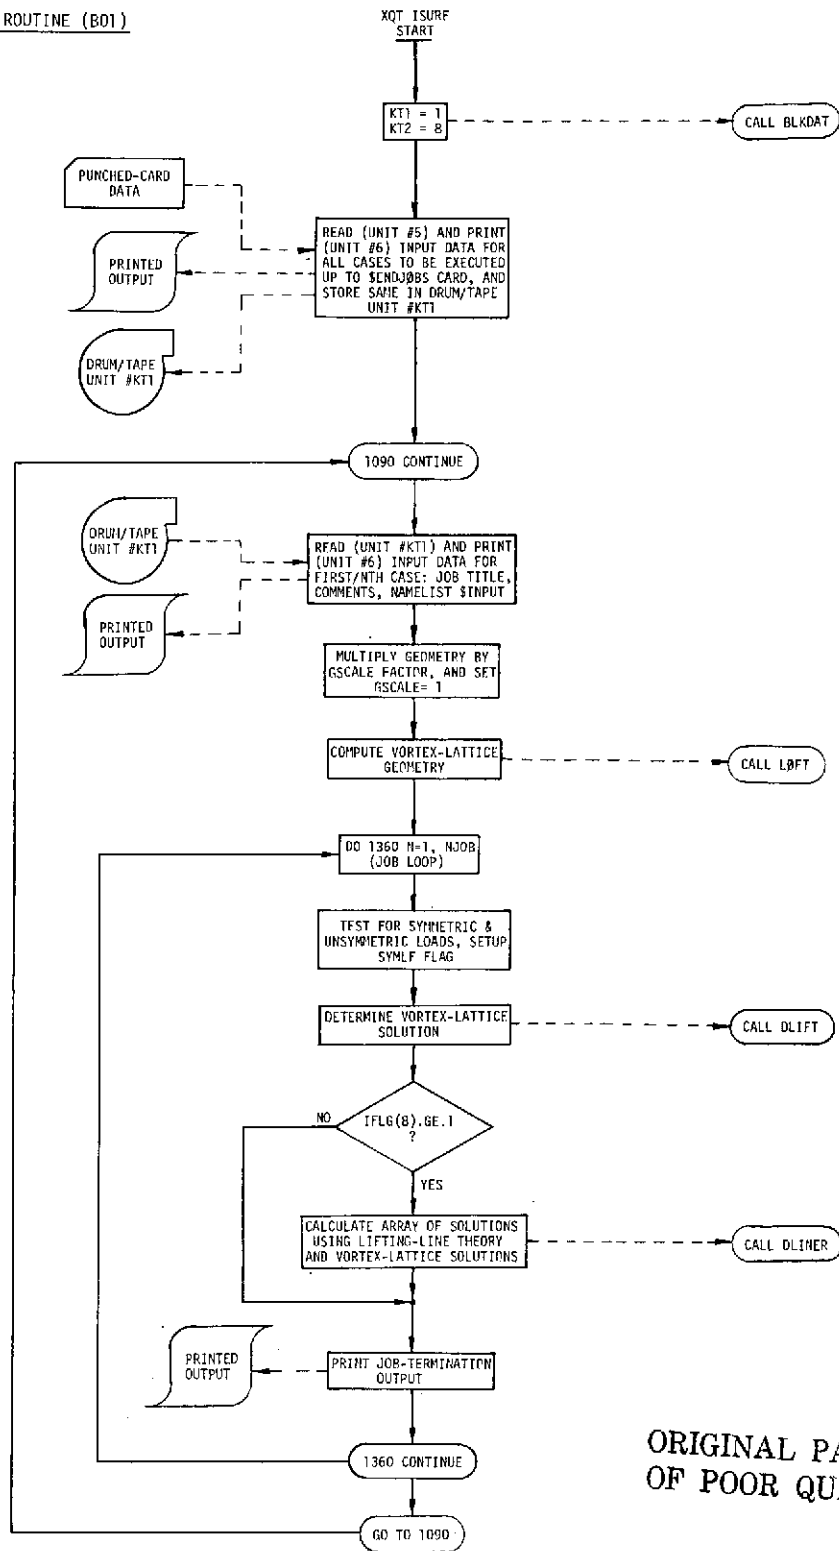 ROUTINE (B01)
XQT ISURF
START
KT1 = 1
KT2 = 8
CALL BLKDAT
PUNCHED-CARD
DATA
READ (UNIT #5) AND PRINT
(UNIT #6) INPUT DATA FOR
ALL CASES TO BE EXECUTED
UP TO $ENDJØBS CARD, AND
STORE SAME IN DRUM/TAPE
UNIT #KT1
PRINTED
OUTPUT
DRUM/TAPE
UNIT #KT1
1090 CONTINUE
DRUM/TAPE
UNIT #KT1
READ (UNIT #KT1) AND PRINT
(UNIT #6) INPUT DATA FOR
FIRST/NTH CASE: JOB TITLE,
COMMENTS, NAMELIST $INPUT
PRINTED
OUTPUT
MULTIPLY GEOMETRY BY
GSCALE FACTOR, AND SET
GSCALE= 1
COMPUTE VORTEX-LATTICE
GEOMETRY
CALL LØFT
DO 1360 N=1, NJOB
(JOB LOOP)
TEST FOR SYMMETRIC &
UNSYMMETRIC LOADS, SETUP
SYMLF FLAG
DETERMINE VORTEX-LATTICE
SOLUTION
CALL DLIFT
NO
IFLG(8).GE.1
?
YES
CALCULATE ARRAY OF SOLUTIONS
USING LIFTING-LINE THEORY
AND VORTEX-LATTICE SOLUTIONS
CALL DLINER
PRINTED
OUTPUT
PRINT JOB-TERMINATION
OUTPUT
1360 CONTINUE
GO TO 1090
ORIGINAL PA
OF POOR QU